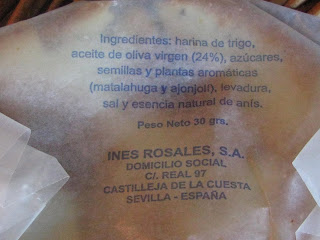 Ingredientes: harina de trigo,
aceite de oliva virgen (24%), azúcares,
semillas y plantas aromáticas
(matalahuga y ajonjolí), levadura,
sal y esencia natural de anís.
Peso Neto 30 grs.
INES ROSALES, S.A.
DOMICILIO SOCIAL
C/. REAL 97
CASTILLEJA DE LA CUESTA
SEVILLA - ESPAÑA